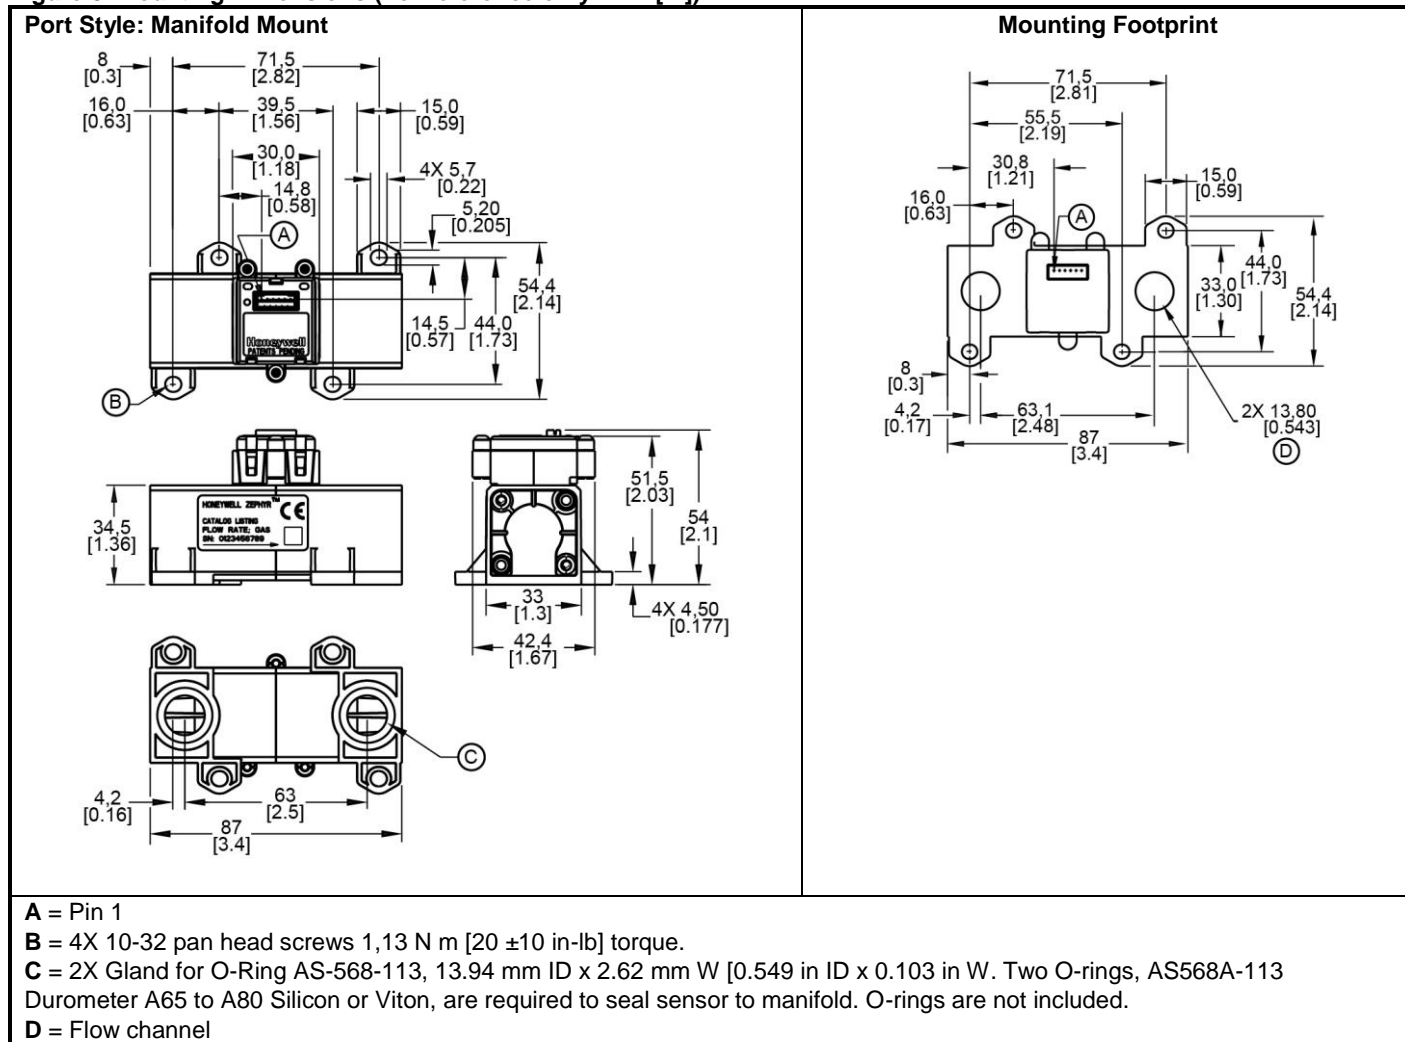 Port Style: Manifold Mount
8
[0.3]
71,5
[2.82]
16,0
[0.63]
39,5
[1.56]
15,0
[0.59]
30,0
[1.18]
4X 5,7
[0.22]
14,8
[0.58]
5,20
[0.205]
A
54,4
[2.14]
14,5
[0.57]
44,0
[1.73]
Honeywell
PATENTS PENDING
B
HONEYWELL ZEPHYR™
CE
CATALOG LISTING
FLOW RATE; GAS
SN: 0123456789
34,5
[1.36]
51,5
[2.03]
54
[2.1]
33
[1.3]
4X 4,50
[0.177]
42,4
[1.67]
C
4,2
[0.16]
63
[2.5]
87
[3.4]
Mounting Footprint
71,5
[2.81]
55,5
[2.19]
30,8
[1.21]
15,0
[0.59]
16,0
[0.63]
A
33,0
[1.30]
44,0
[1.73]
54,4
[2.14]
8
[0.3]
4,2
[0.17]
63,1
[2.48]
2X 13,80
[0.543]
87
[3.4]
D
A = Pin 1
B = 4X 10-32 pan head screws 1,13 N m [20 ±10 in-lb] torque.
C = 2X Gland for O-Ring AS-568-113, 13.94 mm ID x 2.62 mm W [0.549 in ID x 0.103 in W. Two O-rings, AS568A-113
Durometer A65 to A80 Silicon or Viton, are required to seal sensor to manifold. O-rings are not included.
D = Flow channel